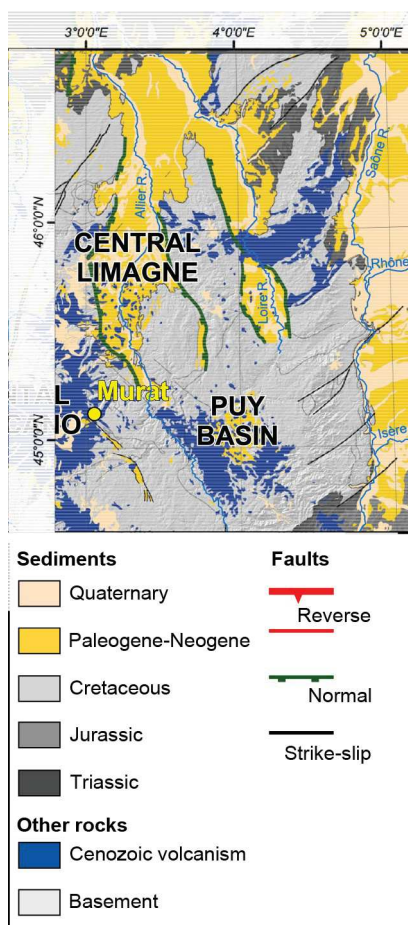 3°0'0"E 4°0'0"E 5°0'0"E
46°0'0"N
45°0'0"N
Allier R.
Loire R.
Saône R.
Rhône
Isère
CENTRAL
LIMAGNE
Murat
L
IO
PUY
BASIN
Sediments
Quaternary
Paleogene-Neogene
Cretaceous
Jurassic
Triassic
Other rocks
Cenozoic volcanism
Basement
Faults
Reverse
Normal
Strike-slip